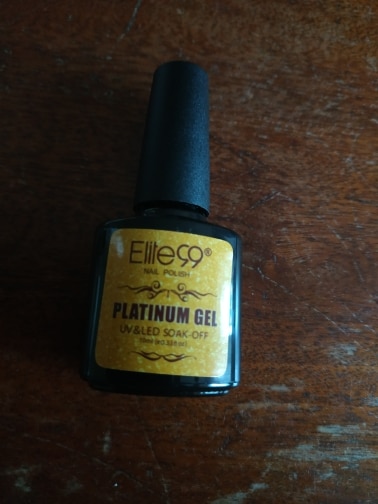 Elite99®
NAIL POLISH
PLATINUM GEL
UV&LED SOAK-OFF